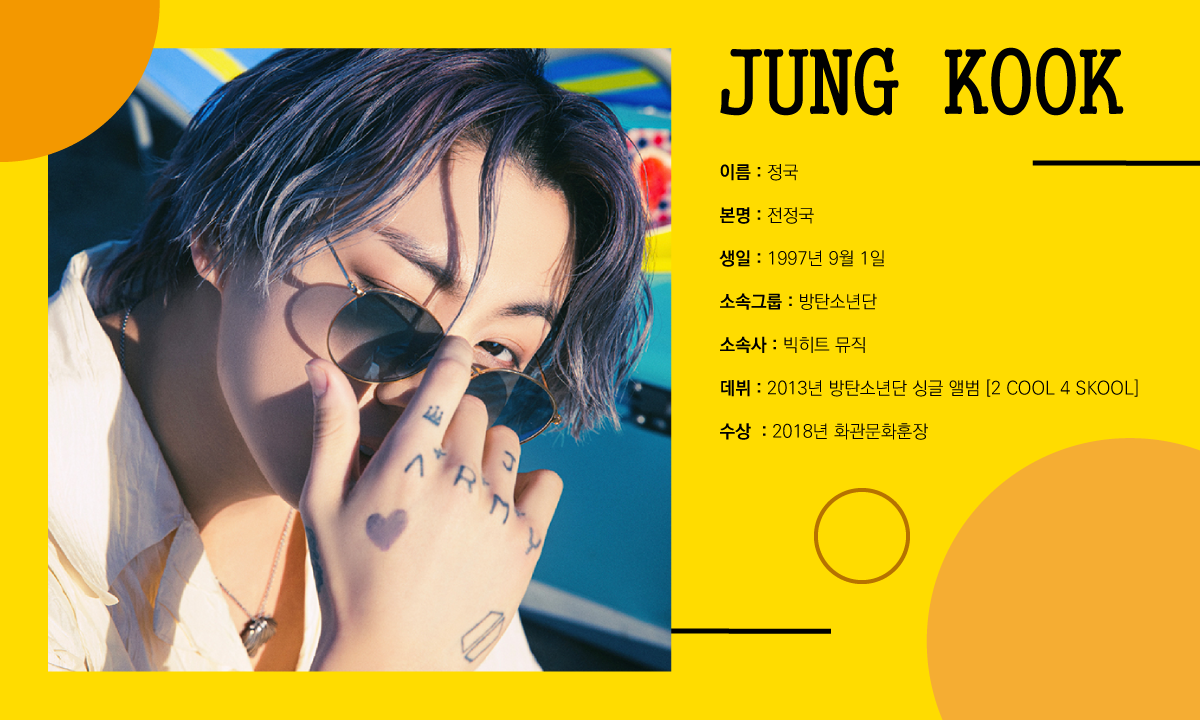 JUNG KOOK
이름 : 정국
본명 : 전정국
생일 : 1997년 9월 1일
소속그룹 : 방탄소년단
소속사 : 빅히트 뮤직
데뷔 : 2013년 방탄소년단 싱글 앨범 [2 COOL 4 SKOOL]
수상 : 2018년 화관문화훈장